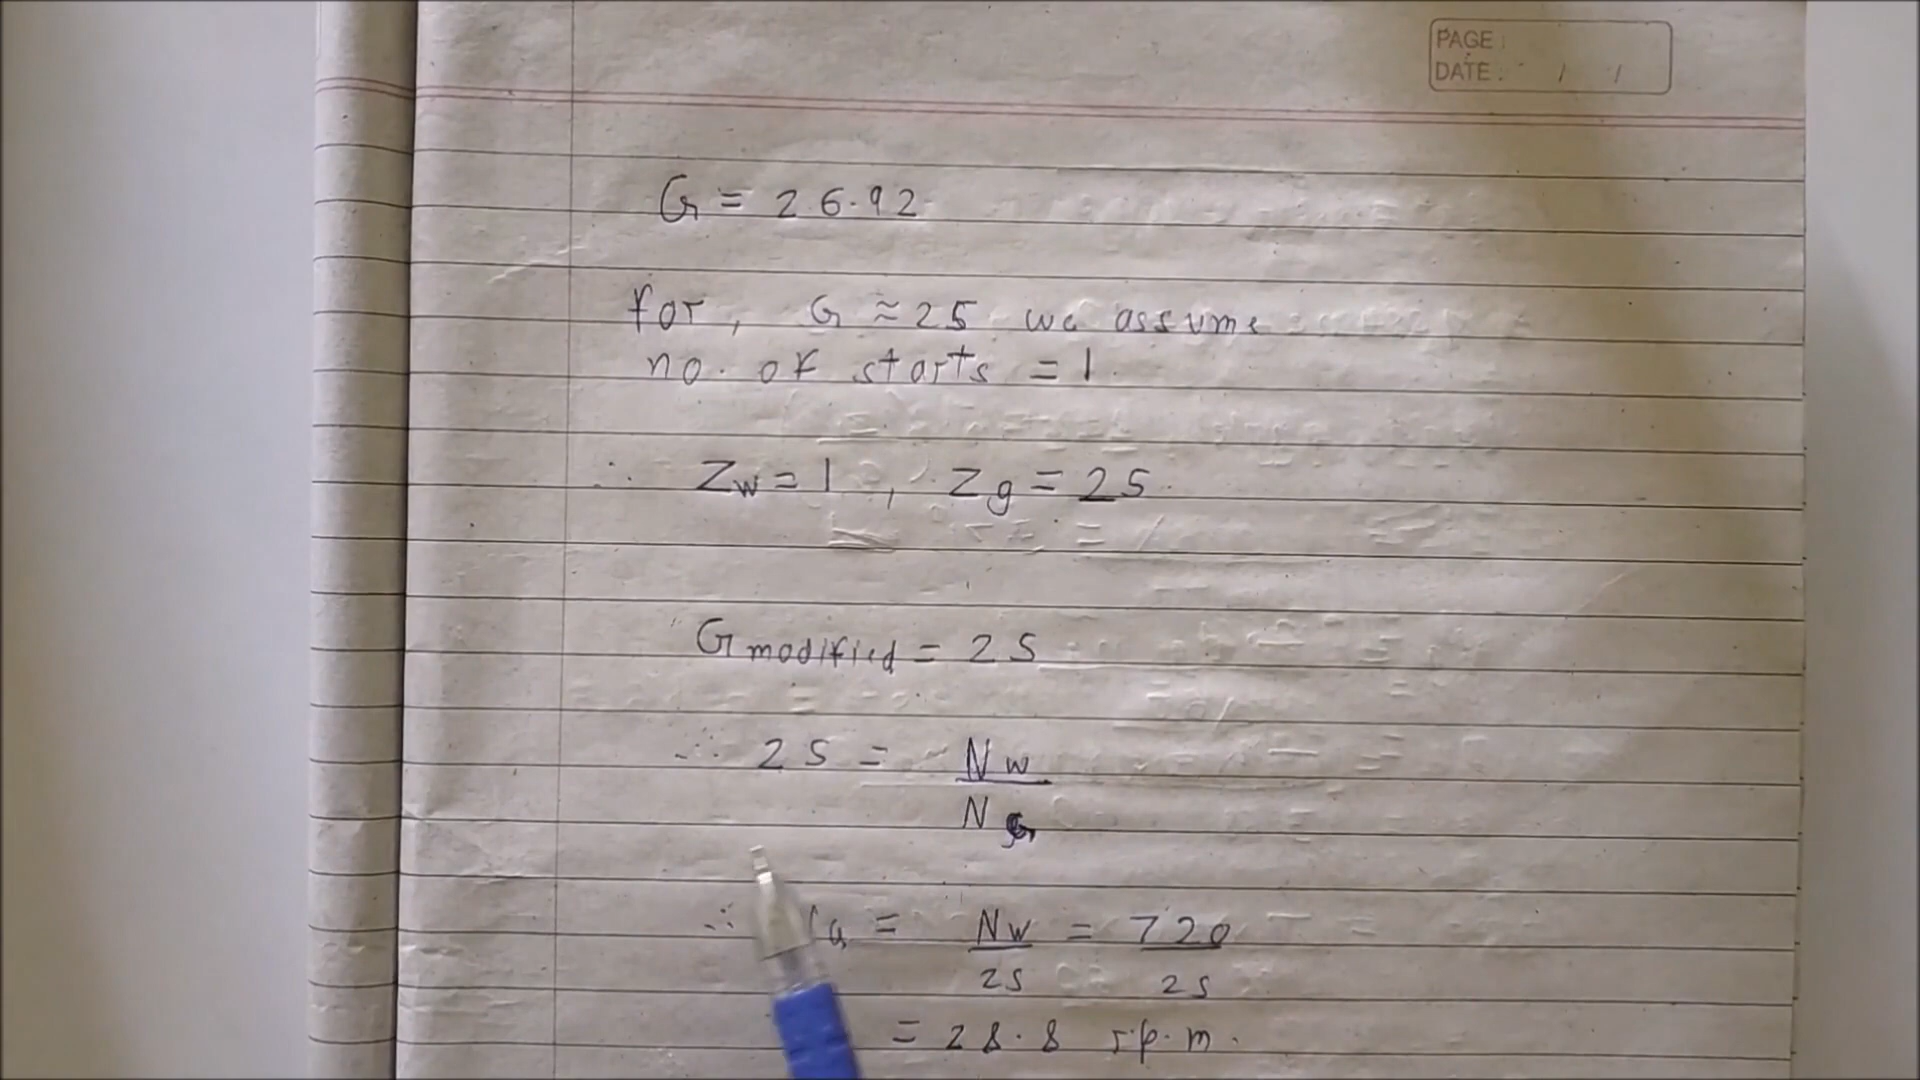 PAGE :
DATE : / /
G = 26.92
for, G ≈ 25 we assume
no. of starts = 1.
∴ Zw = 1, Zg = 25.
G modified = 25
∴ 25 = Nw
N
∴ G = Nw = 720
25 25
= 28.8 r.p.m.